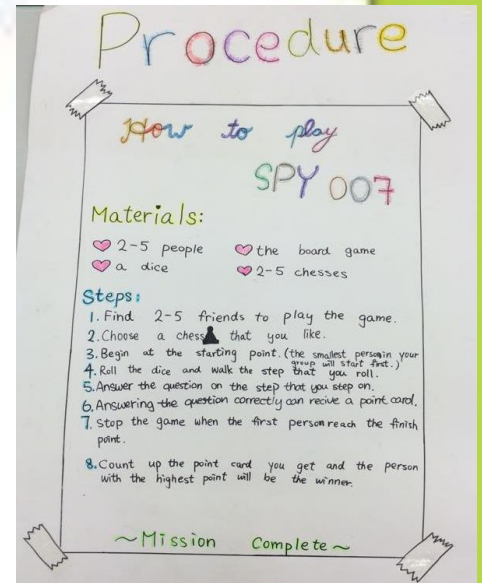 Procedure
How to play
SPY 007
Materials:
2-5 people the board game
a dice 2-5 chesses
Steps:
1. Find 2-5 friends to play the game.
2. Choose a chess that you like.
3. Begin at the starting point. (the smallest person in your
group will start first.)
4. Roll the dice and walk the step that you roll.
5. Answer the question on the step that you step on.
6. Answering the question correctly can recive a point card.
7. Stop the game when the first person reach the finish
point.
8. Count up the point card you get and the person
with the highest point will be the winner.
~Mission Complete~